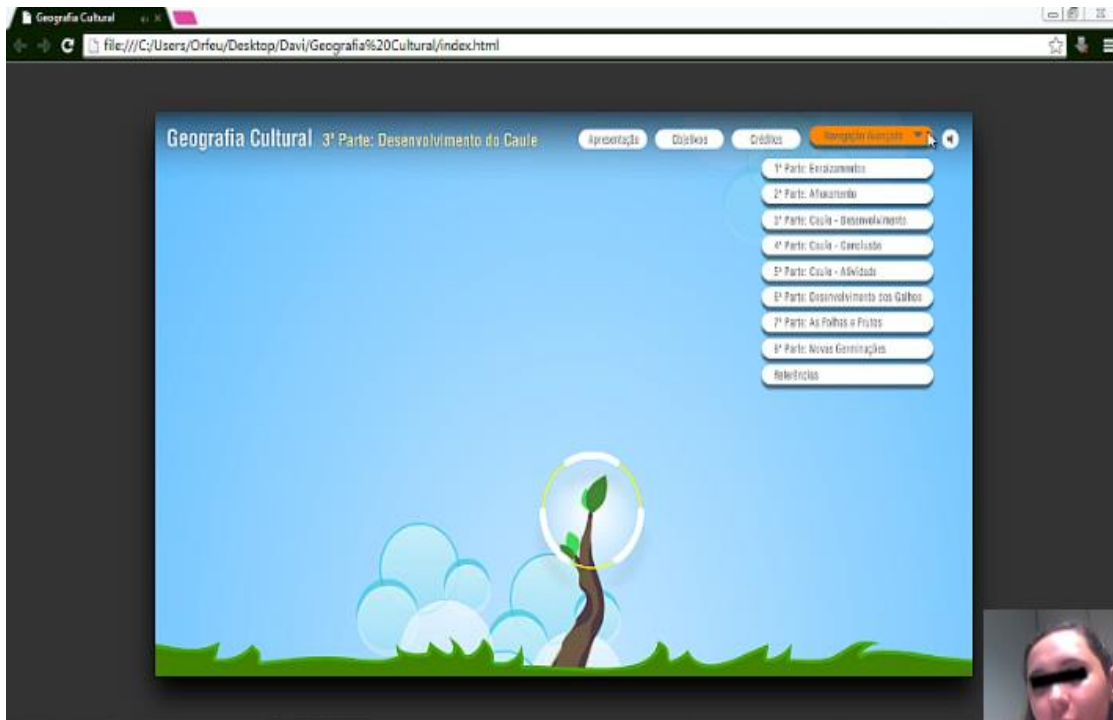 Geografia Cultural
file:///C:/Users/Orfeu/Desktop/Davi/Geografia%20Cultural/index.html
Geografia Cultural 3ª Parte: Desenvolvimento do Caule
Apresentação Objetivos Créditos Navegação Avançada
1ª Parte: Enraizamentos
2ª Parte: Afloramento
3ª Parte: Caule - Desenvolvimento
4ª Parte: Caule - Conclusão
5ª Parte: Caule - Atividade
6ª Parte: Desenvolvimento dos Galhos
7ª Parte: As Folhas e Frutos
8ª Parte: Novas Germinações
Referências